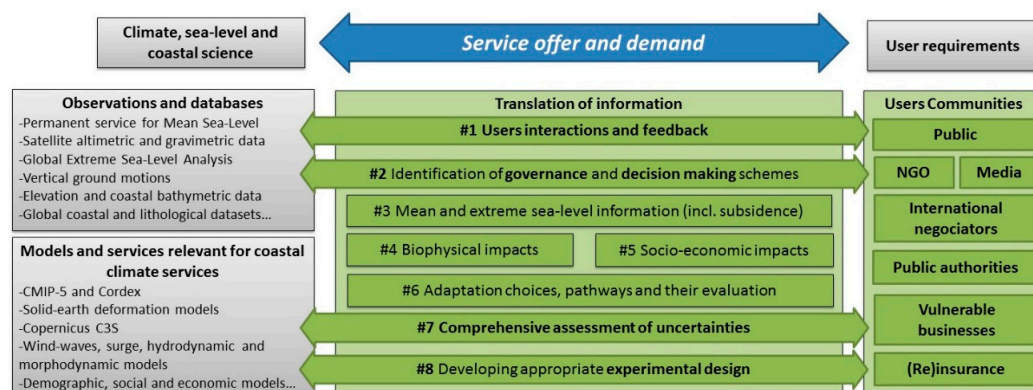 Climate, sea-level and
coastal science
Service offer and demand
User requirements
Observations and databases
-Permanent service for Mean Sea-Level
-Satellite altimetric and gravimetric data
-Global Extreme Sea-Level Analysis
-Vertical ground motions
-Elevation and coastal bathymetric data
-Global coastal and lithological datasets...
Models and services relevant for coastal
climate services
-CMIP-5 and Cordex
-Solid-earth deformation models
-Copernicus C3S
-Wind-waves, surge, hydrodynamic and
morphodynamic models
-Demographic, social and economic models...
Translation of information
#1 Users interactions and feedback
#2 Identification of governance and decision making schemes
#3 Mean and extreme sea-level information (incl. subsidence)
#4 Biophysical impacts
#5 Socio-economic impacts
#6 Adaptation choices, pathways and their evaluation
#7 Comprehensive assessment of uncertainties
#8 Developing appropriate experimental design
Users Communities
Public
NGO
Media
International
negociators
Public authorities
Vulnerable
businesses
(Re)insurance